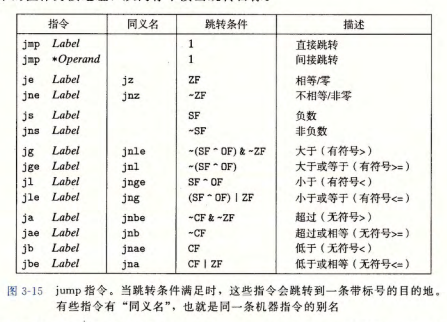 指令 同义名 跳转条件 描述
jmp Label 1 直接跳转
jmp *Operand 1 间接跳转
je Label jz ZF 相等/零
jne Label jnz ~ZF 不相等/非零
js Label SF 负数
jns Label ~SF 非负数
jg Label jnle ~(SF ^ OF) & ~ZF 大于(有符号>)
jge Label jnl ~(SF ^ OF) 大于或等于(有符号>=)
jl Label jnge SF ^ OF 小于(有符号<)
jle Label jng (SF ^ OF) | ZF 小于或等于(有符号<=)
ja Label jnbe ~CF & ~ZF 超过(无符号>)
jae Label jnb ~CF 超过或相等(无符号>=)
jb Label jnae CF 低于(无符号<)
jbe Label jna CF | ZF 低于或相等(无符号<=)
图 3-15 jump 指令。当跳转条件满足时，这些指令会跳转到一条带标号的目的地。
有些指令有“同义名”，也就是同一条机器指令的别名